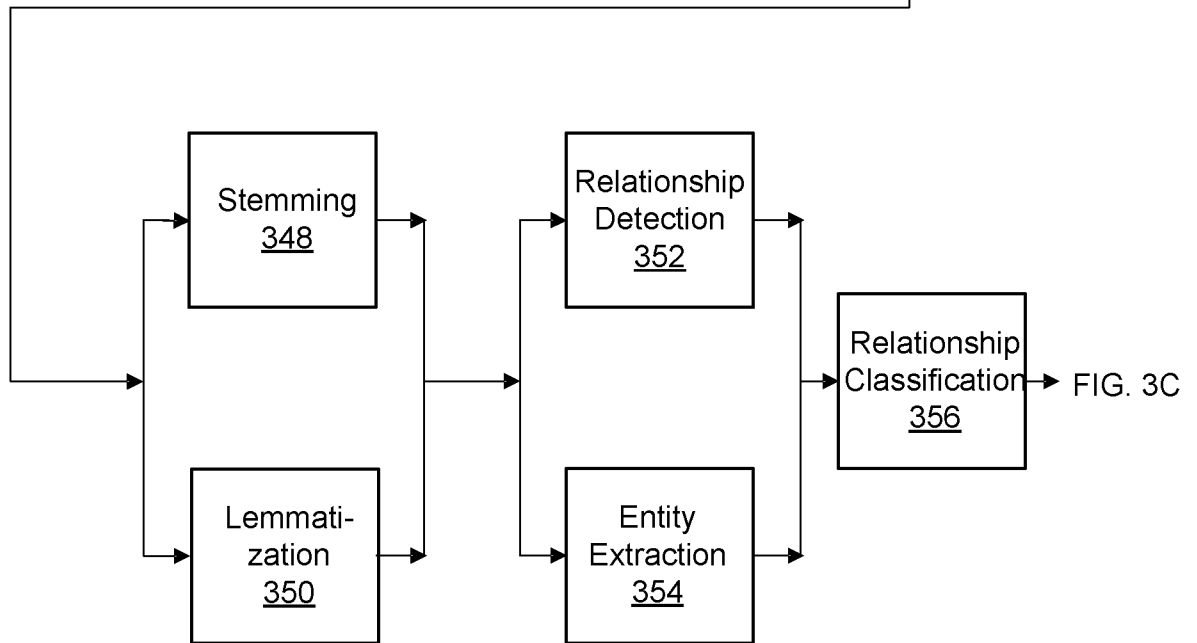 Stemming
348
Relationship
Detection
352
Relationship
Classification
356
FIG. 3C
Lemmati-
zation
350
Entity
Extraction
354